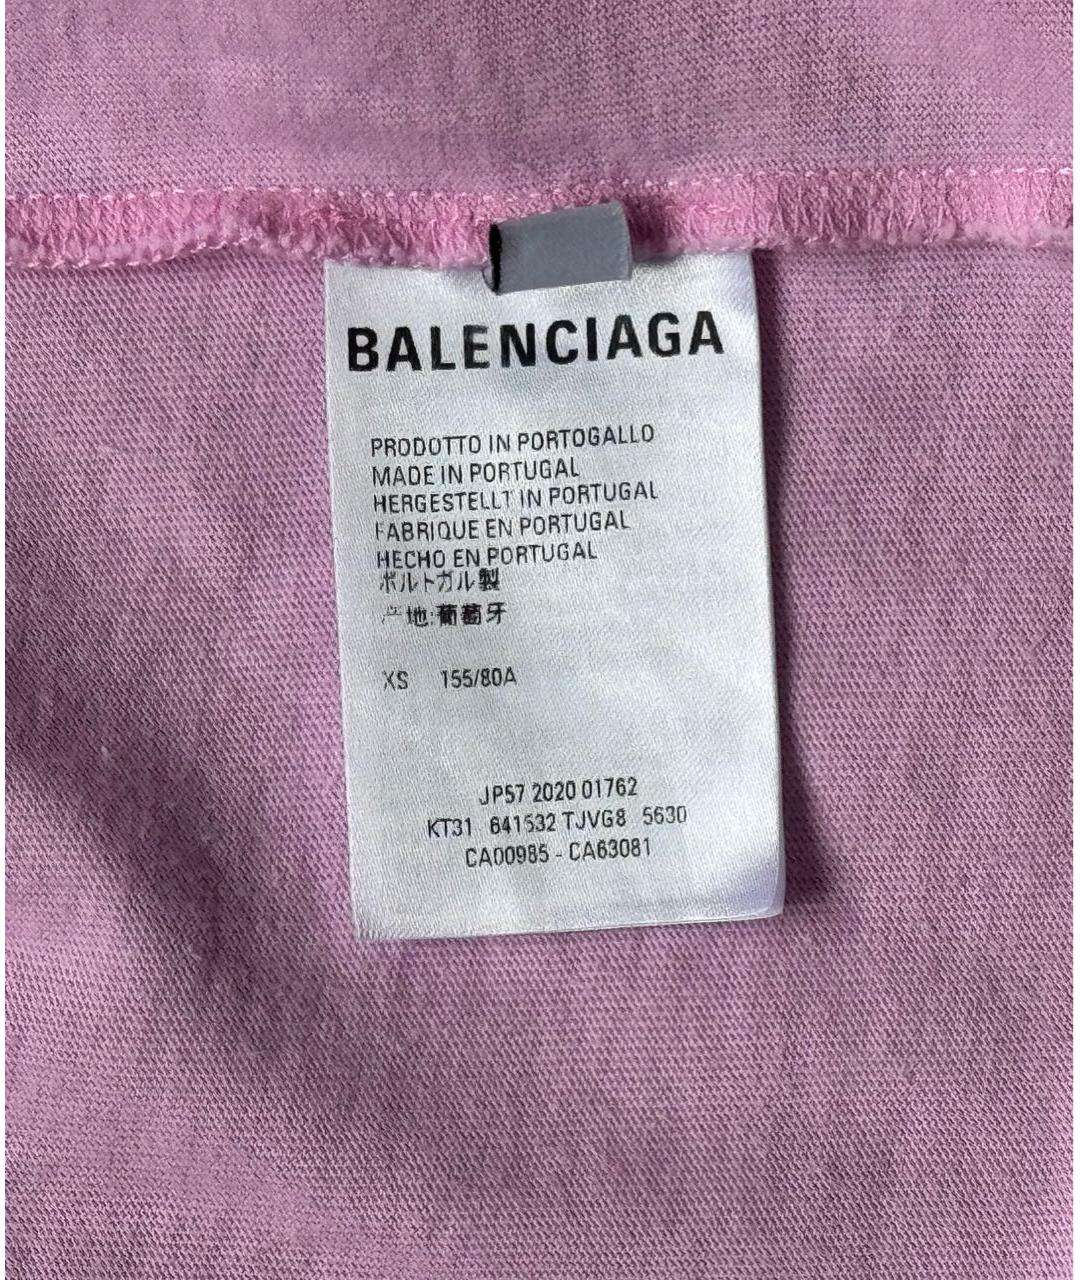 BALENCIAGA
PRODOTTO IN PORTOGALLO
MADE IN PORTUGAL
HERGESTELLT IN PORTUGAL
FABRIQUE EN PORTUGAL
HECHO EN PORTUGAL
ポルトガル製
产地:葡萄牙
XS 155/80A
JP57 2020 01762
KT31 641532 TJVG8 5630
CA00985 - CA63081